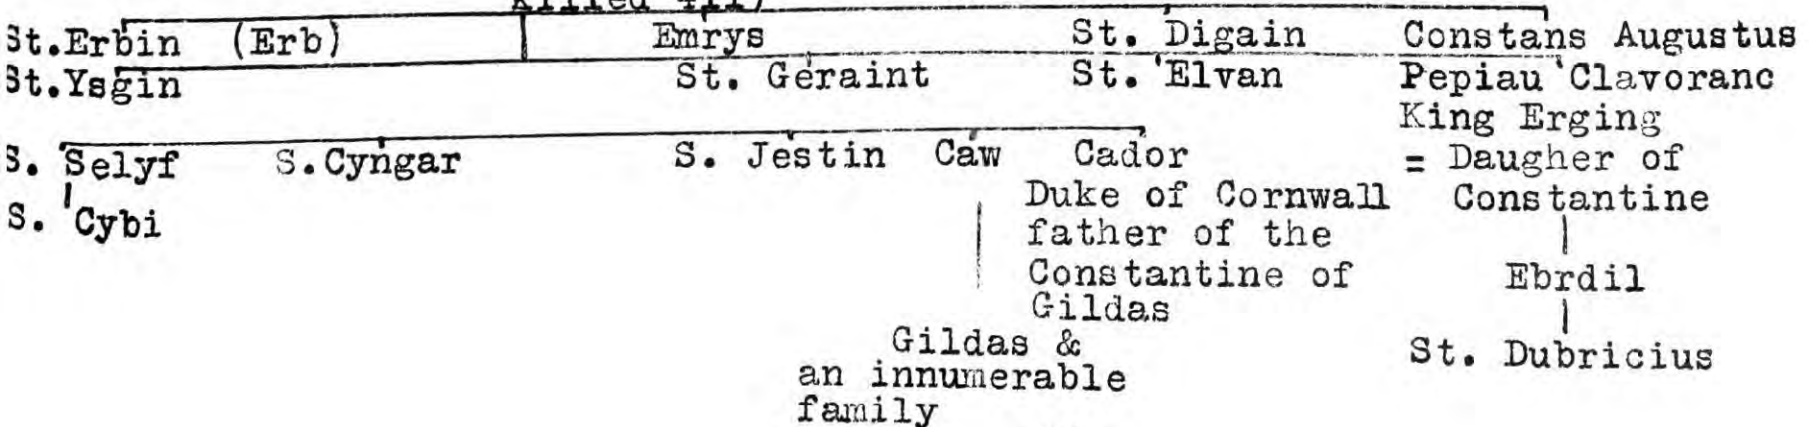 Killed 411)
St.Erbin (Erb) Emrys St. Digain Constans Augustus
St.Ysgin St. Geraint St. Elvan Pepiau Clavoranc
King Erging
S. Selyf S.Cyngar S. Jestin Caw Cador = Daugher of
Duke of Cornwall Constantine
S. Cybi
father of the
Constantine of Ebrdil
Gildas
Gildas & St. Dubricius
an innumerable
family